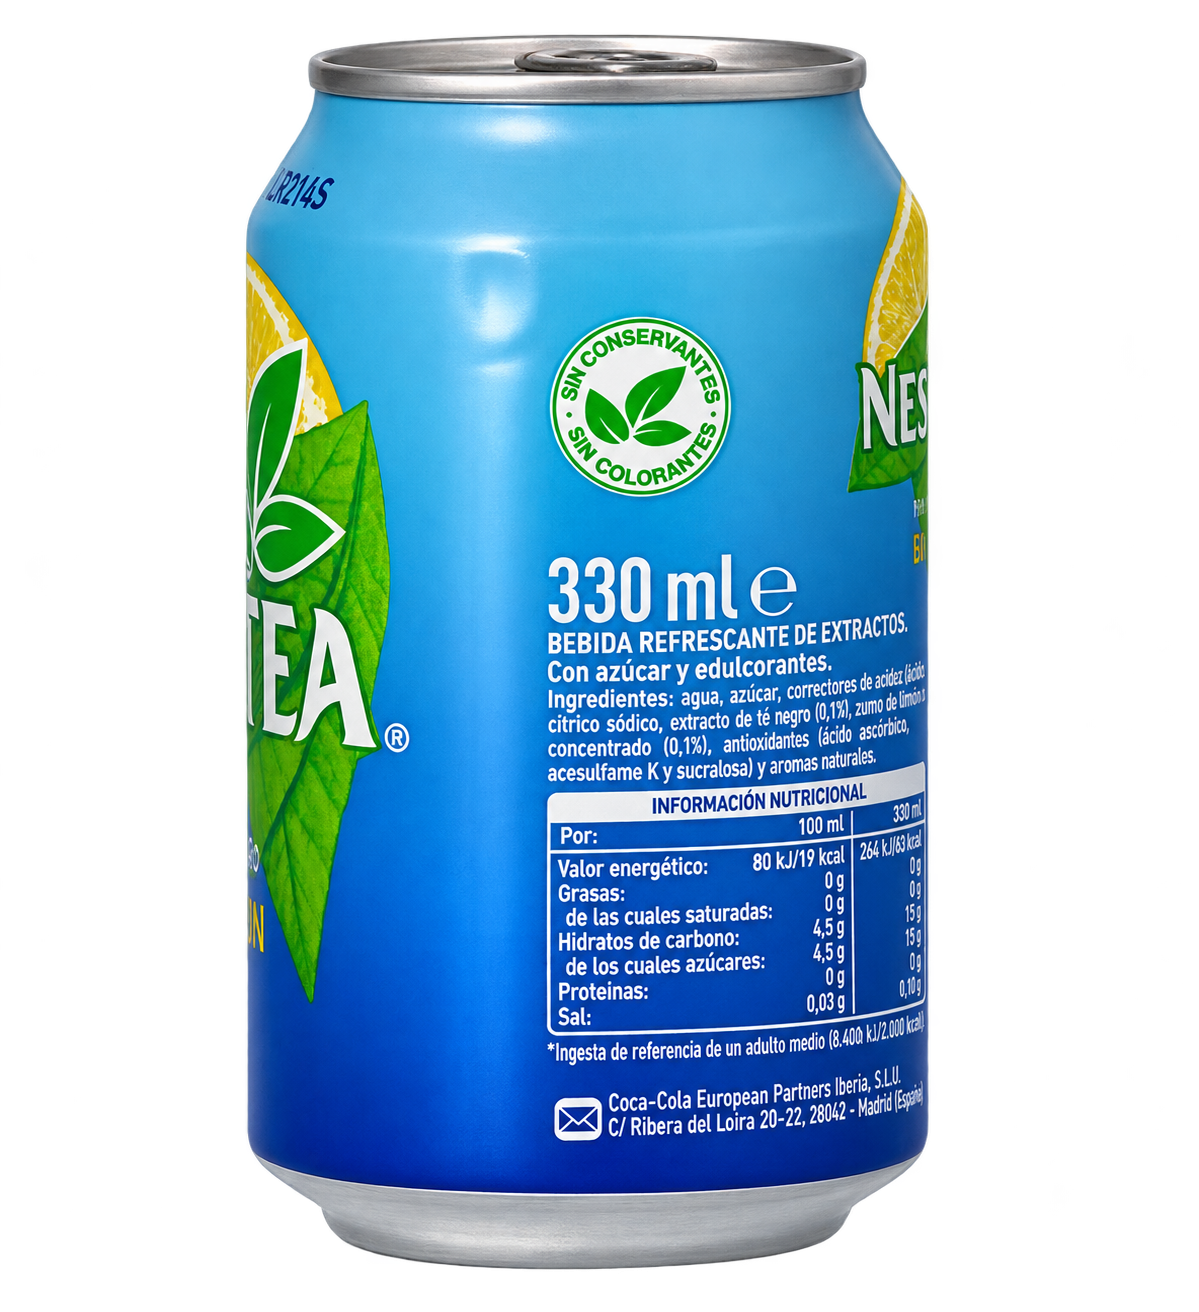 LR214S
TEA®
SIN CONSERVANTES
SIN COLORANTES
NES
330 ml e
BEBIDA REFRESCANTE DE EXTRACTOS.
Con azúcar y edulcorantes.
Ingredientes: agua, azúcar, correctores de acidez (ácido
citrico sódico, extracto de té negro (0,1%), zumo de limón
concentrado (0,1%), antioxidantes (ácido ascórbico,
acesulfame K y sucralosa) y aromas naturales.
INFORMACIÓN NUTRICIONAL
Por: 100 ml 330 ml
Valor energético: 80 kJ/19 kcal 264 kJ/63 kcal
Grasas: 0 g 0 g
de las cuales saturadas: 0 g 0 g
Hidratos de carbono: 4,5 g 15 g
de los cuales azúcares: 4,5 g 15 g
Proteinas: 0 g 0 g
Sal: 0,03 g 0,10 g
*Ingesta de referencia de un adulto medio (8.400 kJ/2.000 kcal).
Coca-Cola European Partners Iberia, S.L.U.
C/ Ribera del Loira 20-22, 28042 - Madrid (España)